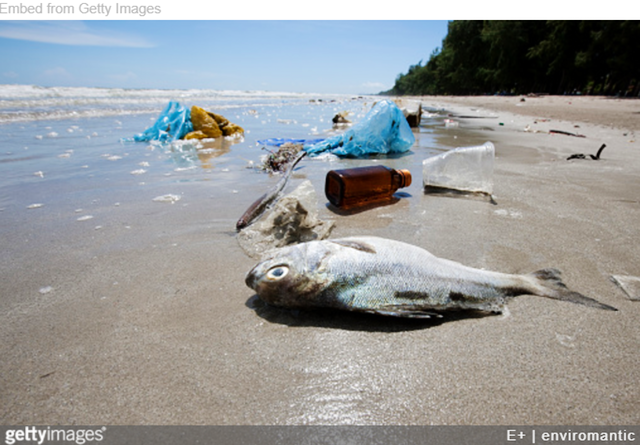 Embed from Getty Images
gettyimages®
E+ | enviromantic